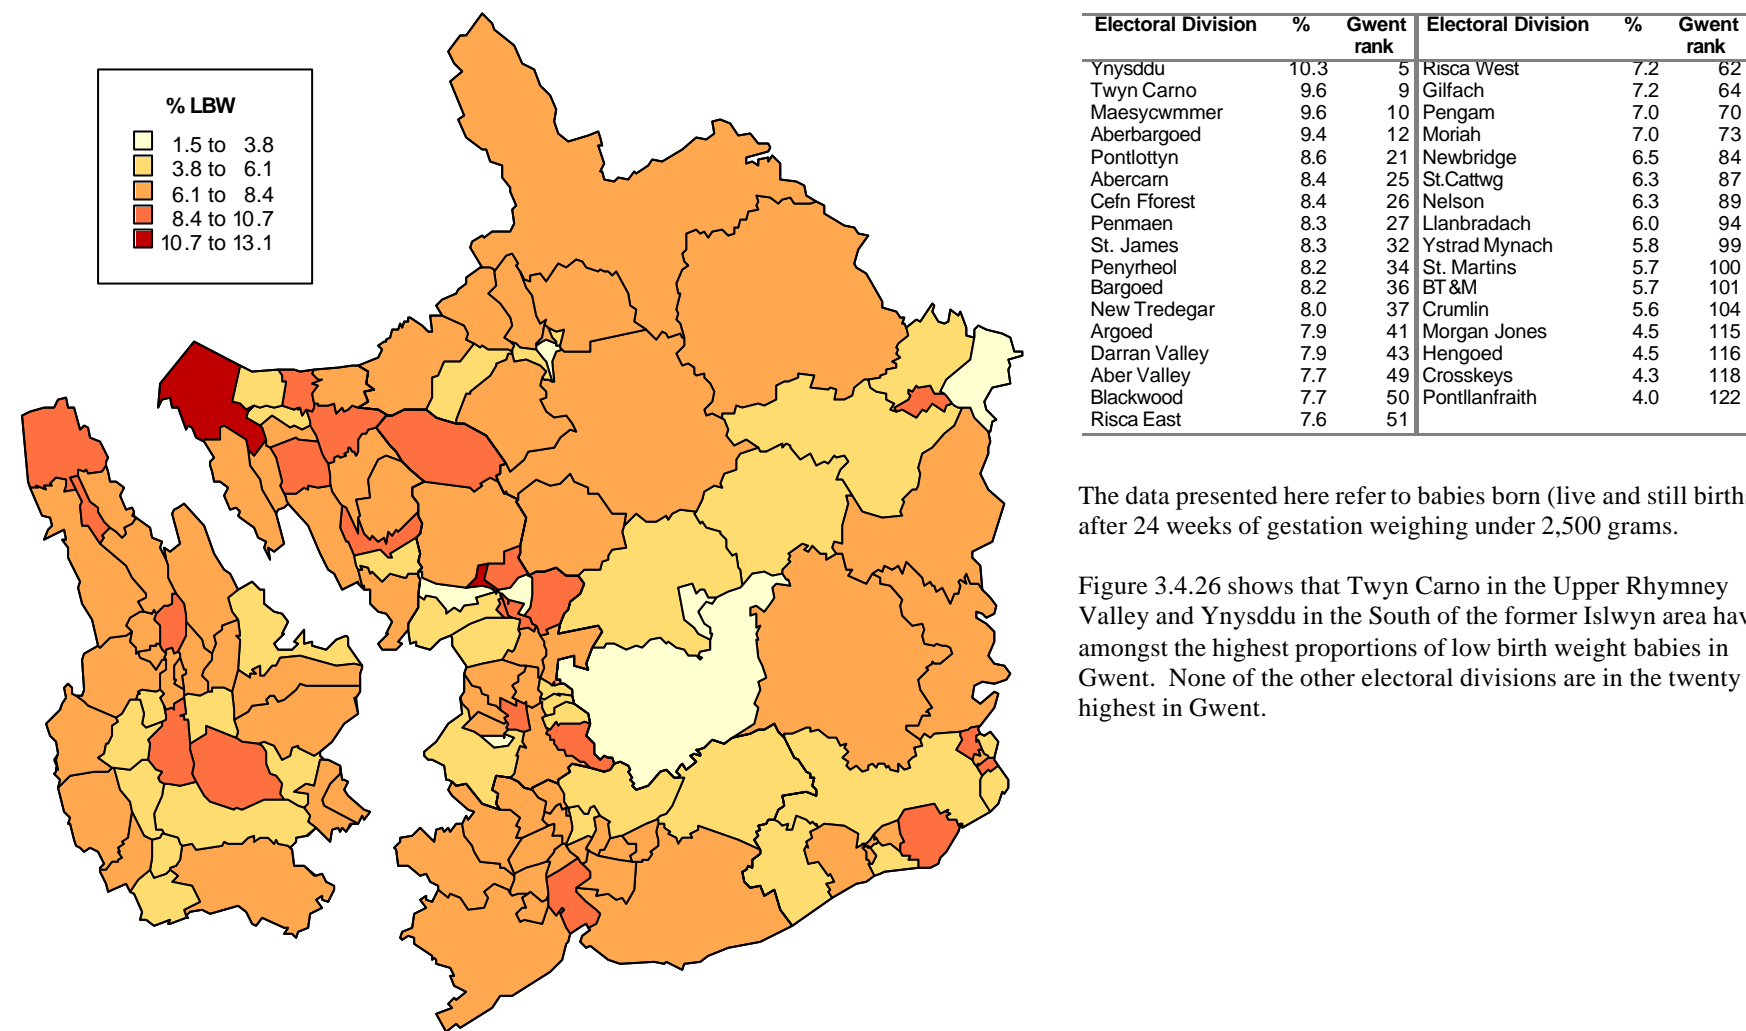 % LBW
1.5 to 3.8
3.8 to 6.1
6.1 to 8.4
8.4 to 10.7
10.7 to 13.1
Electoral Division % Gwent rank Electoral Division % Gwent rank
Ynysddu 10.3 5 Risca West 7.2 62
Twyn Carno 9.6 9 Gilfach 7.2 64
Maesycwmmer 9.6 10 Pengam 7.0 70
Aberbargoed 9.4 12 Moriah 7.0 73
Pontlottyn 8.6 21 Newbridge 6.5 84
Abercarn 8.4 25 St.Cattwg 6.3 87
Cefn Fforest 8.4 26 Nelson 6.3 89
Penmaen 8.3 27 Llanbradach 6.0 94
St. James 8.3 32 Ystrad Mynach 5.8 99
Penyrheol 8.2 34 St. Martins 5.7 100
Bargoed 8.2 36 BT&M 5.7 101
New Tredegar 8.0 37 Crumlin 5.6 104
Argoed 7.9 41 Morgan Jones 4.5 115
Darran Valley 7.9 43 Hengoed 4.5 116
Aber Valley 7.7 49 Crosskeys 4.3 118
Blackwood 7.7 50 Pontllanfraith 4.0 122
Risca East 7.6 51
The data presented here refer to babies born (live and still birth
after 24 weeks of gestation weighing under 2,500 grams.
Figure 3.4.26 shows that Twyn Carno in the Upper Rhymney
Valley and Ynysddu in the South of the former Islwyn area hav
amongst the highest proportions of low birth weight babies in
Gwent. None of the other electoral divisions are in the twenty
highest in Gwent.